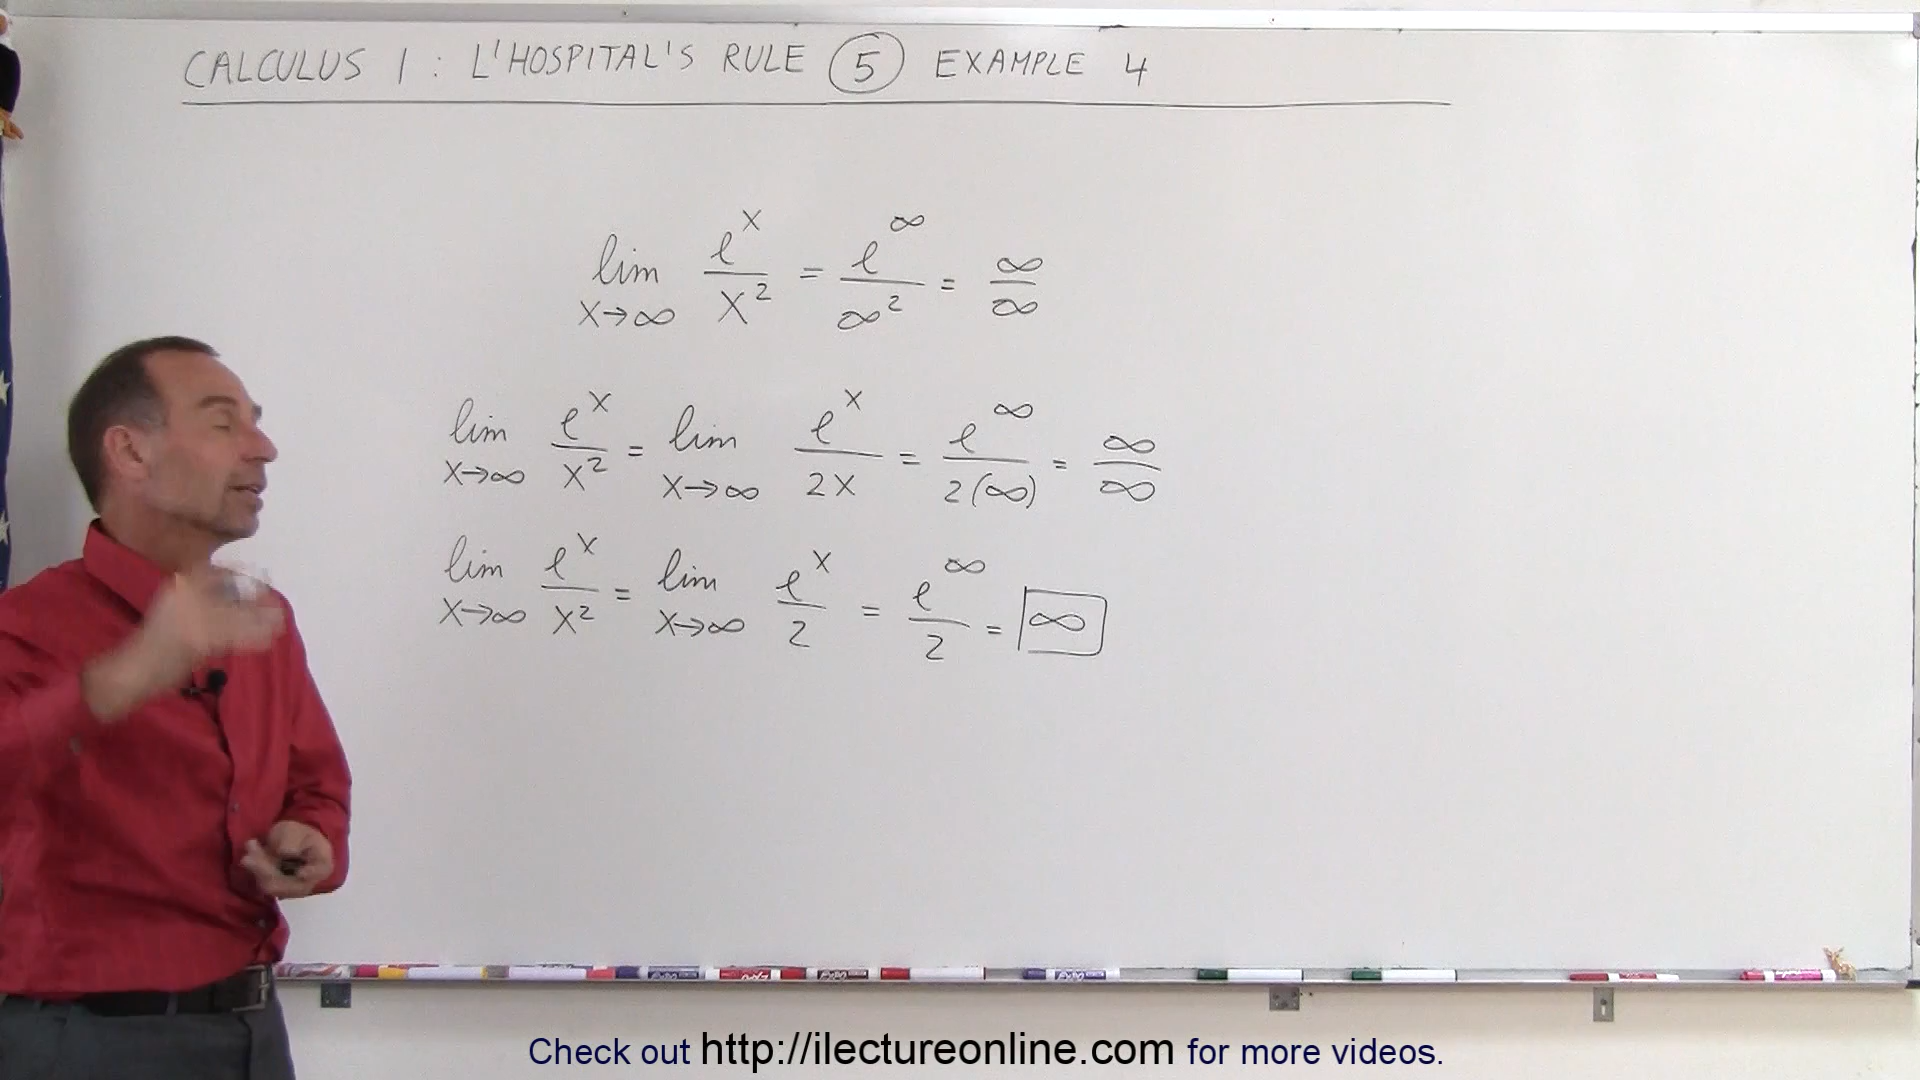 CALCULUS 1 : L'HOSPITAL'S RULE ⑤ EXAMPLE 4
lim x→∞ e^x / x^2 = e^∞ / ∞^2 = ∞ / ∞
lim x→∞ e^x / x^2 = lim x→∞ e^x / 2x = e^∞ / 2(∞) = ∞ / ∞
lim x→∞ e^x / x^2 = lim x→∞ e^x / 2 = e^∞ / 2 = ∞
Check out http://ilectureonline.com for more videos.